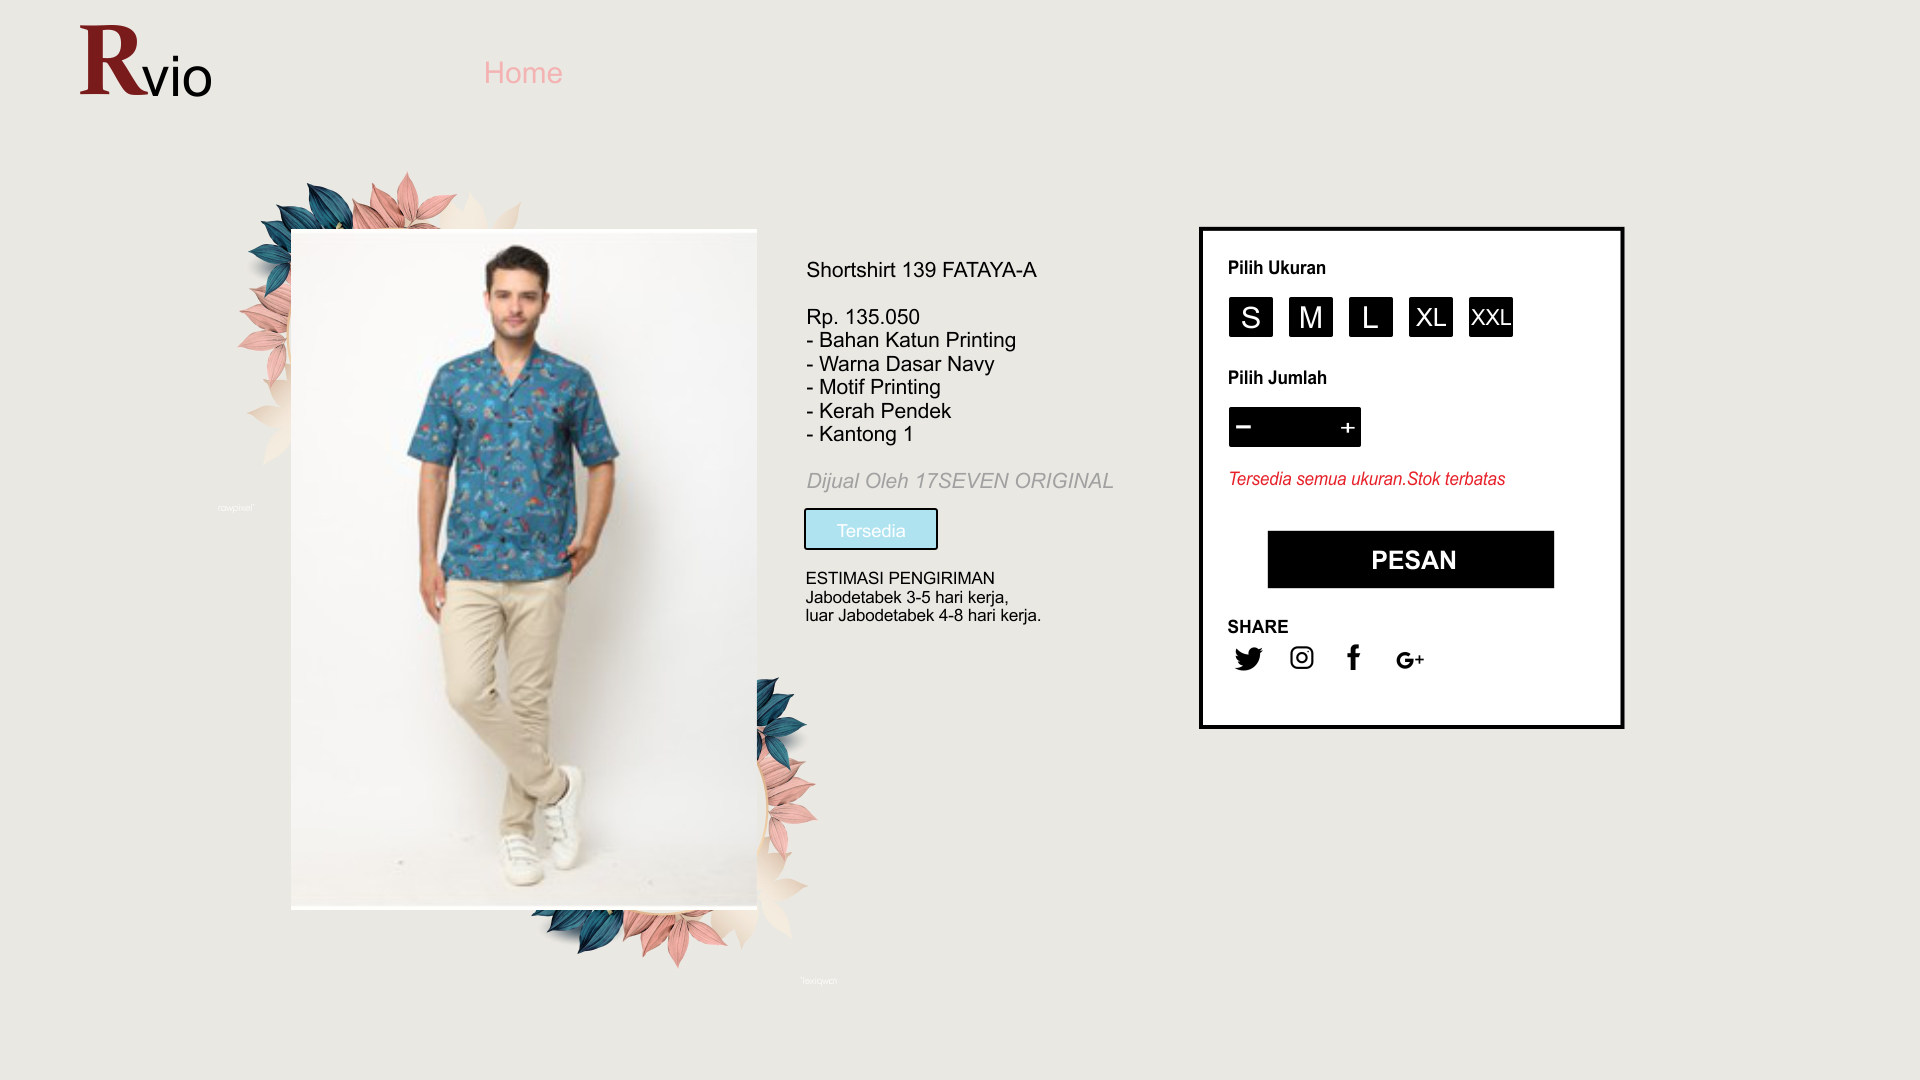 Rvio
Home
Shortshirt 139 FATAYA-A
Rp. 135.050
- Bahan Katun Printing
- Warna Dasar Navy
- Motif Printing
- Kerah Pendek
- Kantong 1
Dijual Oleh 17SEVEN ORIGINAL
Tersedia
ESTIMASI PENGIRIMAN
Jabodetabek 3-5 hari kerja,
luar Jabodetabek 4-8 hari kerja.
Pilih Ukuran
S M L XL XXL
Pilih Jumlah
− +
Tersedia semua ukuran.Stok terbatas
PESAN
SHARE
G+
rawpixel